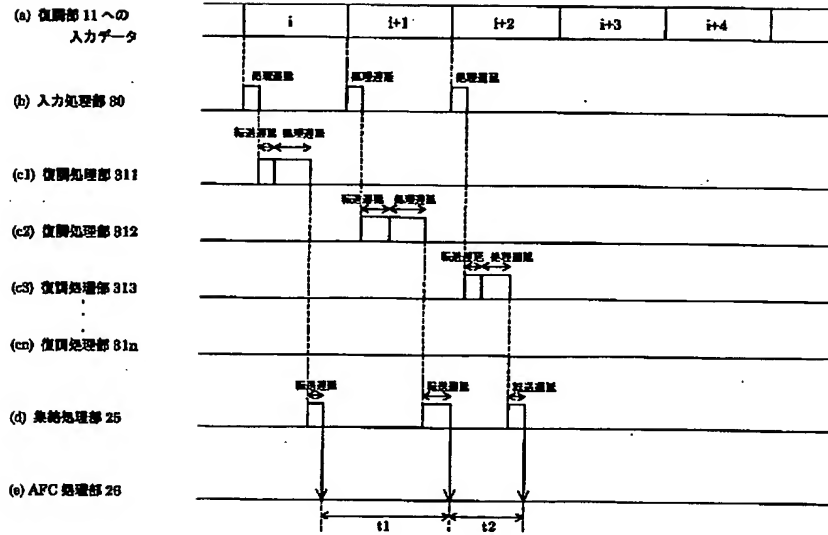 (a) 復調部 11 への
入力データ
i
i+1
i+2
i+3
i+4
処理遅延
処理遅延
処理遅延
(b) 入力処理部 30
転送遅延 処理遅延
(c1) 復調処理部 311
転送遅延 処理遅延
(c2) 復調処理部 312
転送遅延 処理遅延
(c3) 復調処理部 313
(cn) 復調処理部 31n
転送遅延
転送遅延
転送遅延
(d) 集結処理部 25
(e) AFC 処理部 26
t1
t2